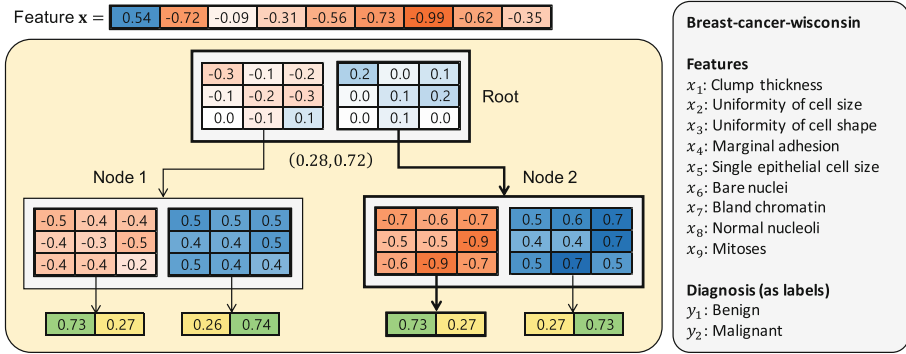 Feature x = 0.54 -0.72 -0.09 -0.31 -0.56 -0.73 -0.99 -0.62 -0.35
-0.3 -0.1 -0.2 0.2 0.0 0.1
-0.1 -0.2 -0.3 0.0 0.1 0.2
0.0 -0.1 0.1 0.0 0.1 0.0
Root
(0.28,0.72)
Node 1
Node 2
-0.5 -0.4 -0.4 0.5 0.5 0.5
-0.4 -0.3 -0.5 0.4 0.4 0.5
-0.4 -0.4 -0.2 0.5 0.4 0.4
-0.7 -0.6 -0.7 0.5 0.6 0.7
-0.5 -0.5 -0.9 0.4 0.4 0.7
-0.6 -0.9 -0.7 0.5 0.7 0.5
0.73 0.27
0.26 0.74
0.73 0.27
0.27 0.73
Breast-cancer-wisconsin
Features
x₁: Clump thickness
x₂: Uniformity of cell size
x₃: Uniformity of cell shape
x₄: Marginal adhesion
x₅: Single epithelial cell size
x₆: Bare nuclei
x₇: Bland chromatin
x₈: Normal nucleoli
x₉: Mitoses
Diagnosis (as labels)
y₁: Benign
y₂: Malignant